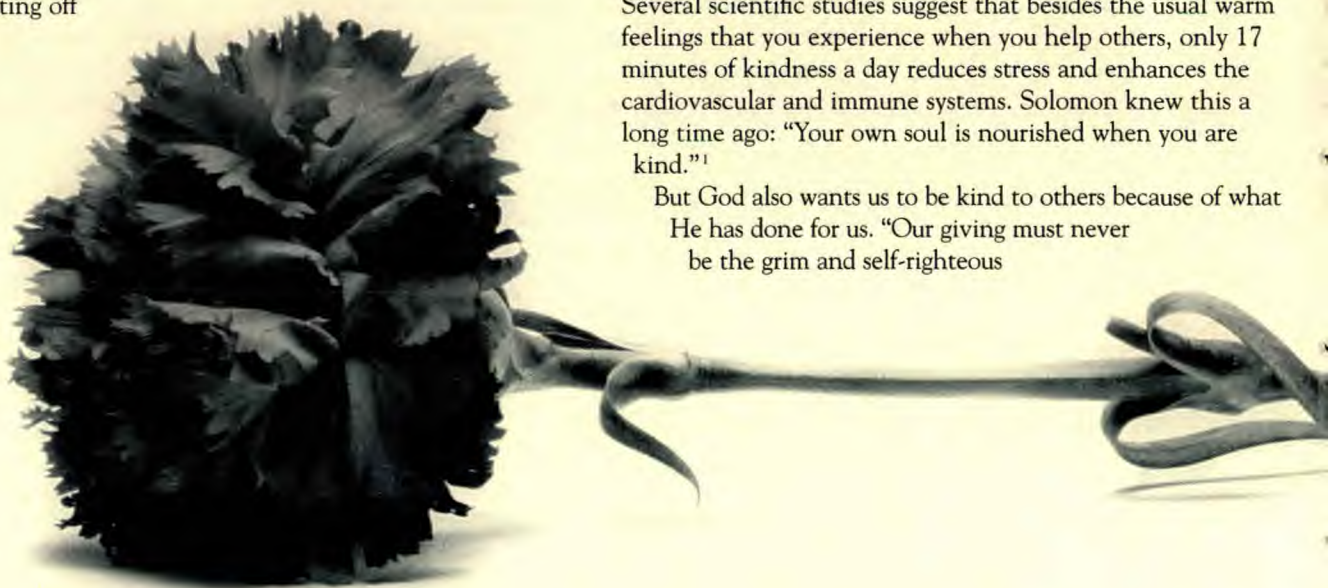 ting off
Several scientific studies suggest that besides the usual warm
feelings that you experience when you help others, only 17
minutes of kindness a day reduces stress and enhances the
cardiovascular and immune systems. Solomon knew this a
long time ago: “Your own soul is nourished when you are
kind.”¹
But God also wants us to be kind to others because of what
He has done for us. “Our giving must never
be the grim and self-righteous